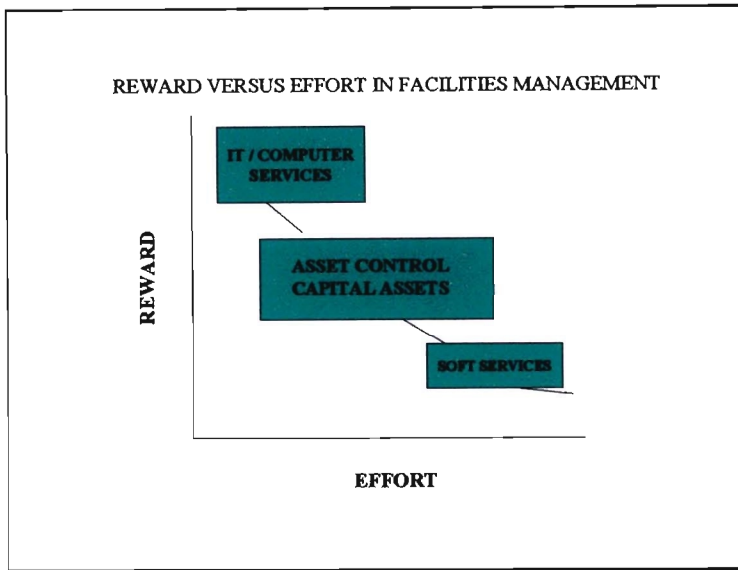 REWARD VERSUS EFFORT IN FACILITIES MANAGEMENT
IT / COMPUTER
SERVICES
REWARD
ASSET CONTROL
CAPITAL ASSETS
SOFT SERVICES
EFFORT